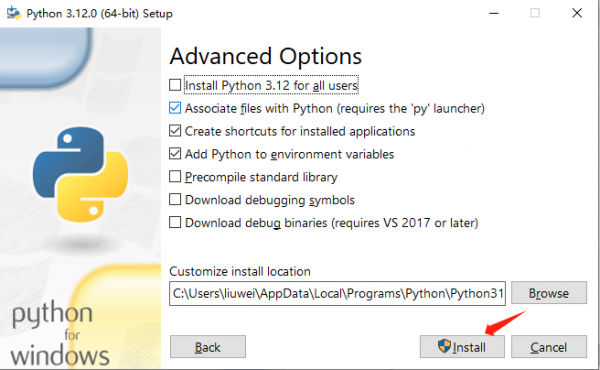 Python 3.12.0 (64-bit) Setup
Advanced Options
Install Python 3.12 for all users
Associate files with Python (requires the 'py' launcher)
Create shortcuts for installed applications
Add Python to environment variables
Precompile standard library
Download debugging symbols
Download debug binaries (requires VS 2017 or later)
Customize install location
C:\Users\liuwei\AppData\Local\Programs\Python\Python31
Browse
python
for
windows
Back
Install
Cancel